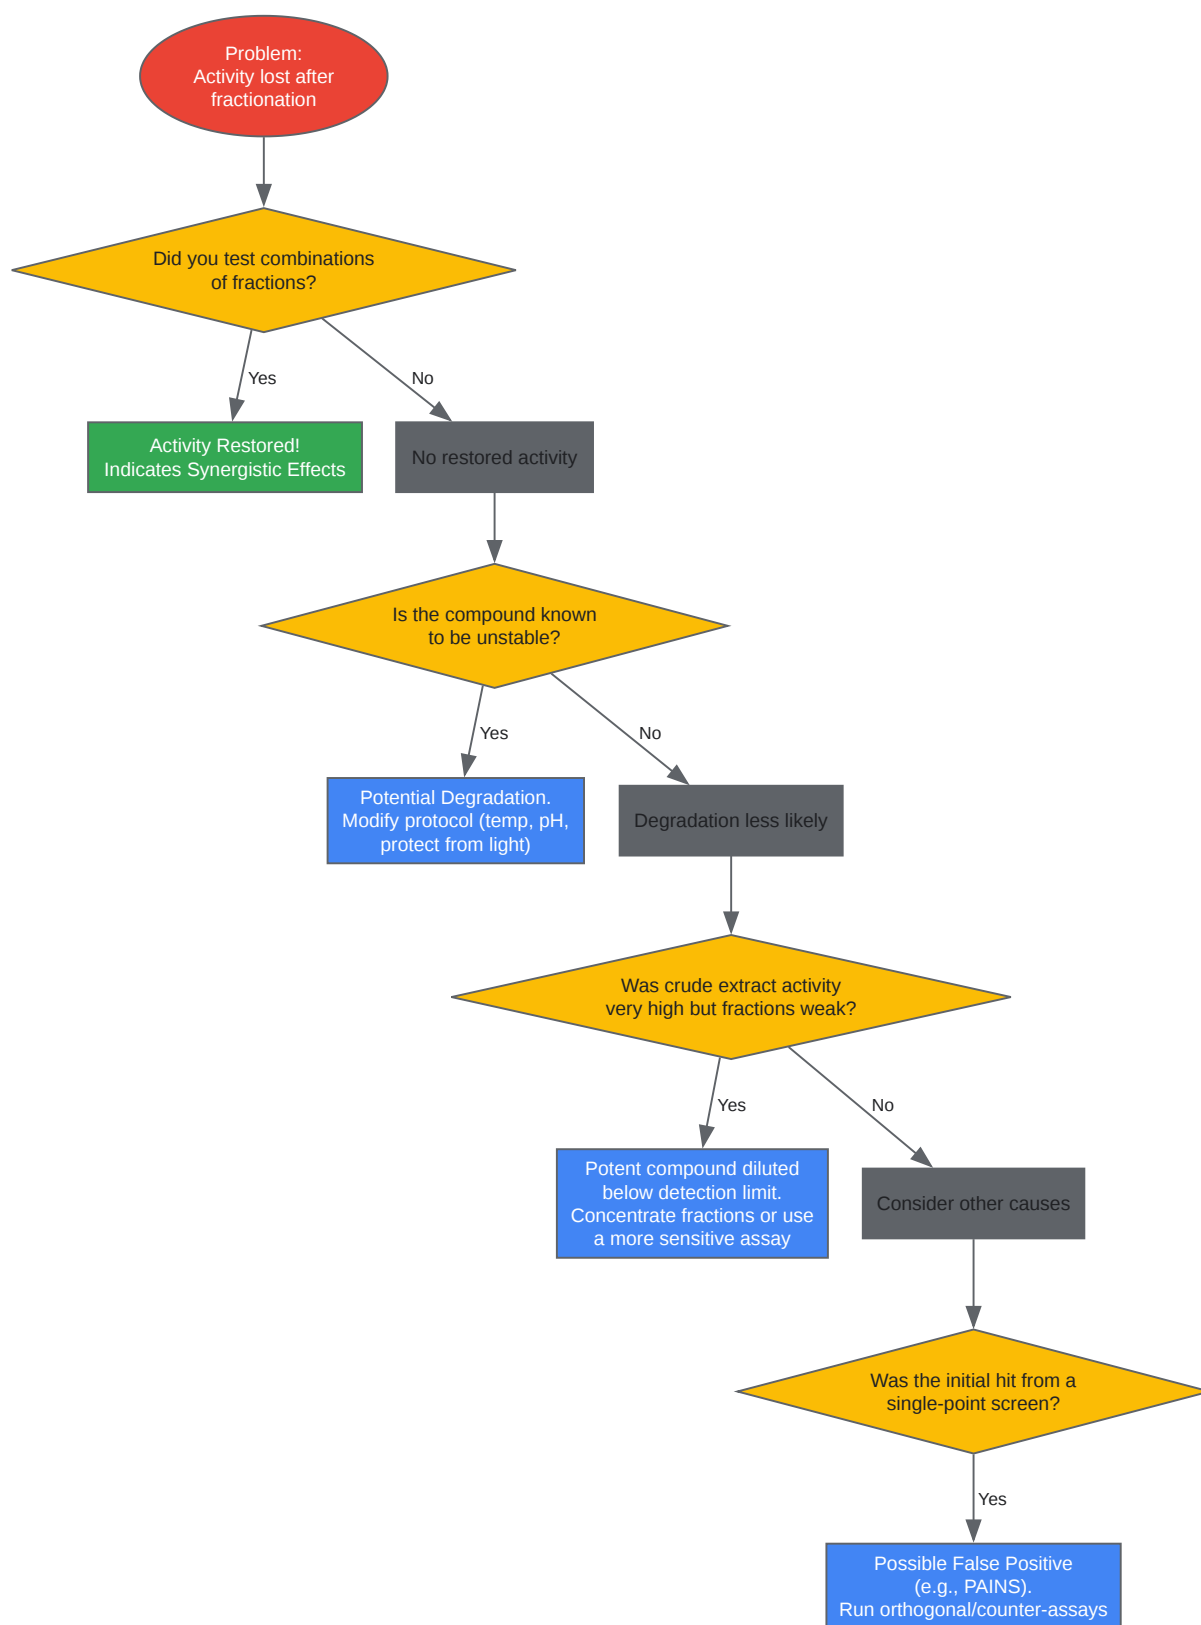 Problem:
Activity lost after
fractionation
Did you test combinations
of fractions?
Yes
No
Activity Restored!
Indicates Synergistic Effects
No restored activity
Is the compound known
to be unstable?
Yes
No
Potential Degradation.
Modify protocol (temp, pH,
protect from light)
Degradation less likely
Was crude extract activity
very high but fractions weak?
Yes
No
Potent compound diluted
below detection limit.
Concentrate fractions or use
a more sensitive assay
Consider other causes
Was the initial hit from a
single-point screen?
Yes
Possible False Positive
(e.g., PAINS).
Run orthogonal/counter-assays